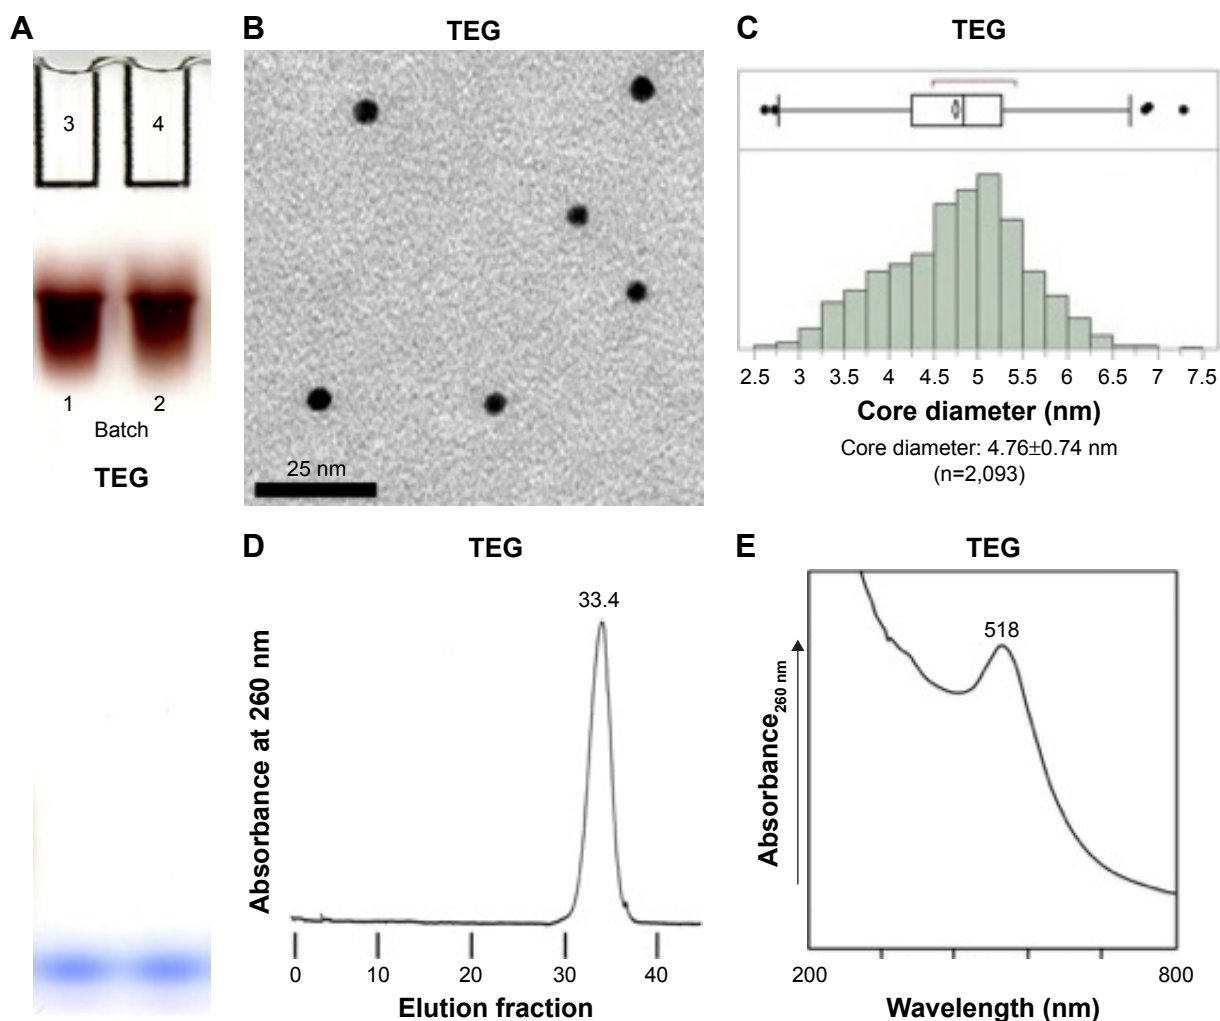 A
3 4
1 2
Batch
TEG
B
TEG
25 nm
C
TEG
2.5 3 3.5 4 4.5 5 5.5 6 6.5 7 7.5
Core diameter (nm)
Core diameter: 4.76±0.74 nm
(n=2,093)
D
TEG
33.4
Absorbance at 260 nm
0 10 20 30 40
Elution fraction
E
TEG
518
Absorbance260 nm
200 800
Wavelength (nm)